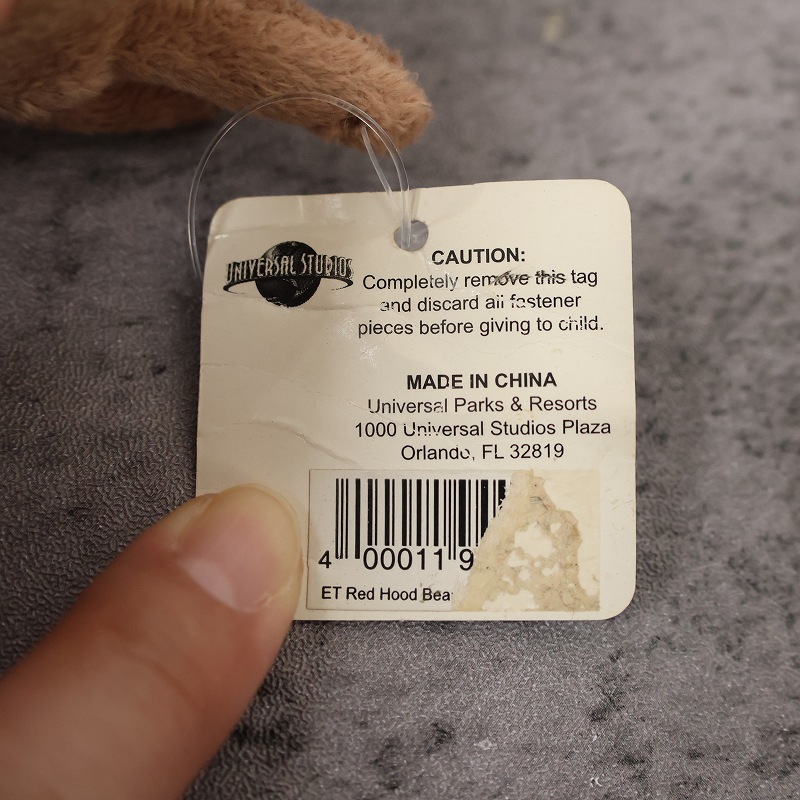 UNIVERSAL STUDIOS
CAUTION:
Completely remove this tag
and discard all fastener
pieces before giving to child.
MADE IN CHINA
Universal Parks & Resorts
1000 Universal Studios Plaza
Orlando, FL 32819
4 00011 9
ET Red Hood Bea